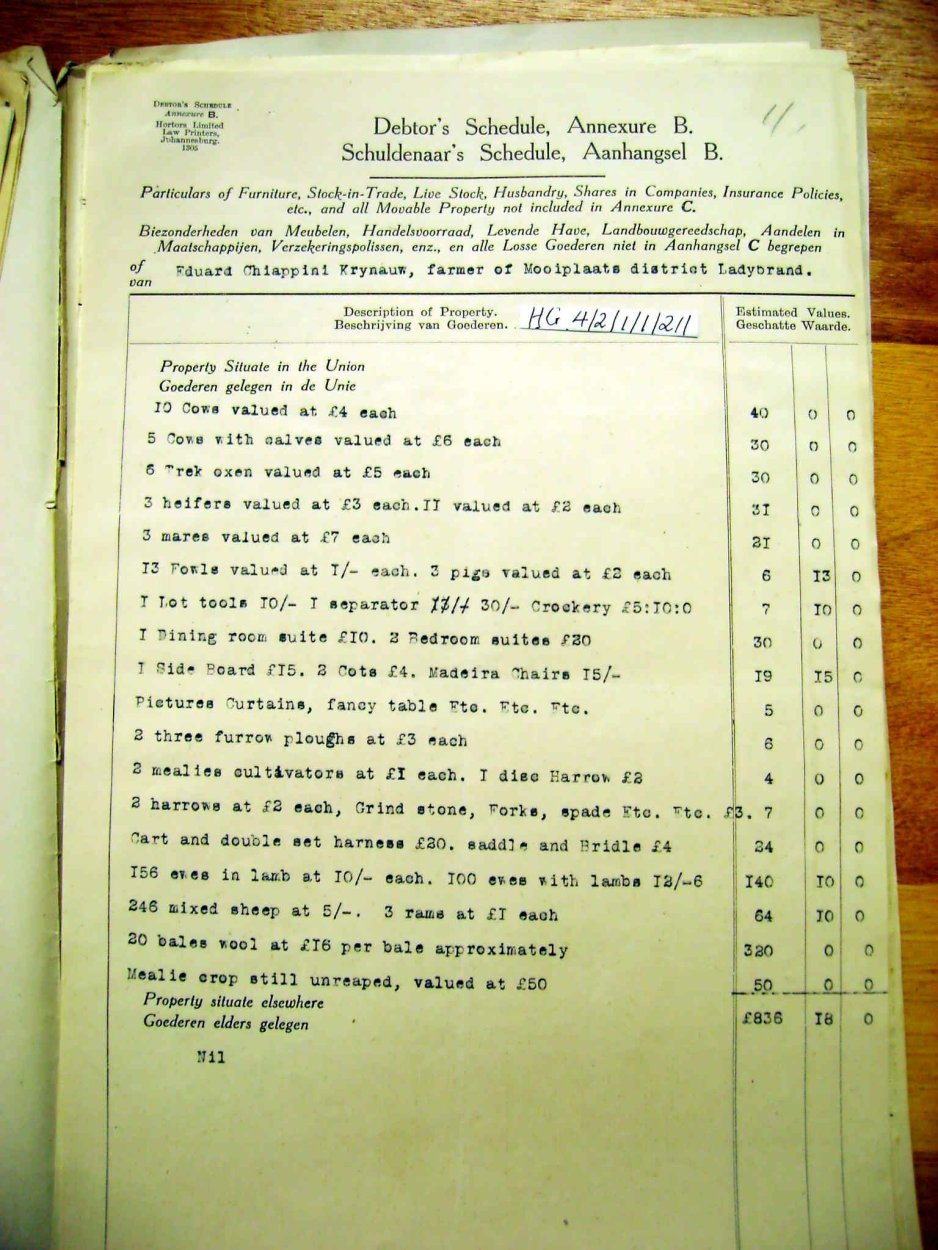 DEBTOR'S SCHEDULE
Annexure B.
Hortors Limited
Law Printers,
Johannesburg.
1305
Debtor's Schedule, Annexure B.
Schuldenaar's Schedule, Aanhangsel B.
Particulars of Furniture, Stock-in-Trade, Live Stock, Husbandry, Shares in Companies, Insurance Policies,
etc., and all Movable Property not included in Annexure C.
Biezonderheden van Meubelen, Handelsvoorraad, Levende Have, Landbouwgereedschap, Aandelen in
Maatschappijen, Verzekeringspolissen, enz., en alle Losse Goederen niet in Aanhangsel C begrepen
of Eduard Chiappini Krynauw, farmer of Mooiplaats district Ladybrand.
van
Description of Property. Estimated Values.
Beschrijving van Goederen. HG 4/2/1/1/211 Geschatte Waarde.
Property Situate in the Union
Goederen gelegen in de Unie
I0 Cows valued at £4 each 40 0 0
5 Cows with calves valued at £6 each 30 0 0
6 Trek oxen valued at £5 each 30 0 0
3 heifers valued at £3 each.II valued at £2 each 3I 0 0
3 mares valued at £7 each 2I 0 0
I3 Fowls valued at I/- each. 3 pigs valued at £2 each 6 I3 0
I Lot tools I0/- I separator 30/- Crockery £5:I0:0 7 I0 0
I Dining room suite £I0. 2 Bedroom suites £20 30 0 0
I Side Board £I5. 2 Cots £4. Madeira Chairs I5/- I9 I5 0
Pictures Curtains, fancy table Etc. Etc. Etc. 5 0 0
2 three furrow ploughs at £3 each 6 0 0
2 mealies cultivators at £I each. I disc Harrow £2 4 0 0
2 harrows at £2 each, Grind stone, Forks, spade Etc. Etc. £3. 7 0 0
Cart and double set harness £20. saddle and Bridle £4 24 0 0
I56 ewes in lamb at I0/- each. I00 ewes with lambs I2/-6 I40 I0 0
246 mixed sheep at 5/-. 3 rams at £I each 64 I0 0
20 bales wool at £I6 per bale approximately 320 0 0
Mealie crop still unreaped, valued at £50 50 0 0
Property situate elsewhere
Goederen elders gelegen £836 I8 0
Nil